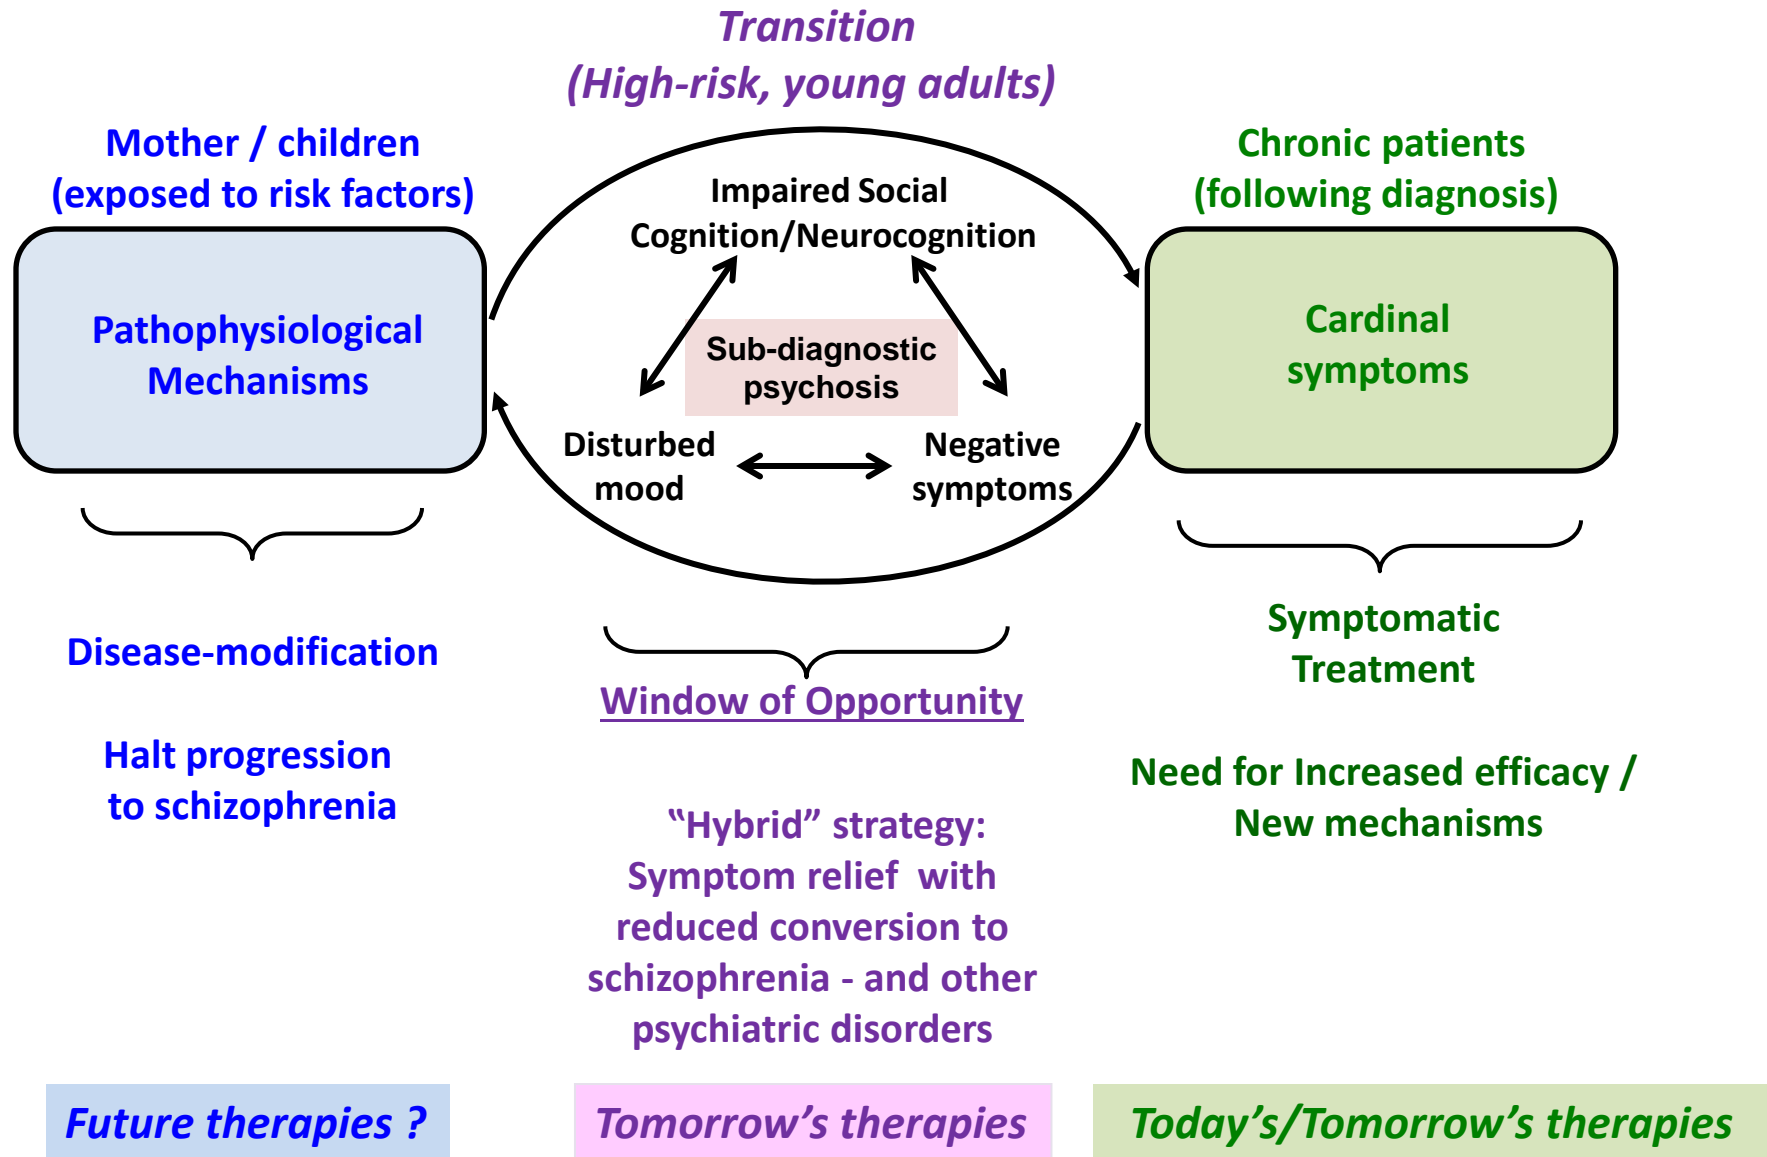 Transition
(High-risk, young adults)
Mother / children
(exposed to risk factors)
Pathophysiological
Mechanisms
Impaired Social
Cognition/Neurocognition
Sub-diagnostic
psychosis
Disturbed
mood
Negative
symptoms
Chronic patients
(following diagnosis)
Cardinal
symptoms
Disease-modification
Halt progression
to schizophrenia
Window of Opportunity
‟Hybrid” strategy:
Symptom relief with
reduced conversion to
schizophrenia - and other
psychiatric disorders
Symptomatic
Treatment
Need for Increased efficacy /
New mechanisms
Future therapies ?
Tomorrow’s therapies
Today’s/Tomorrow’s therapies